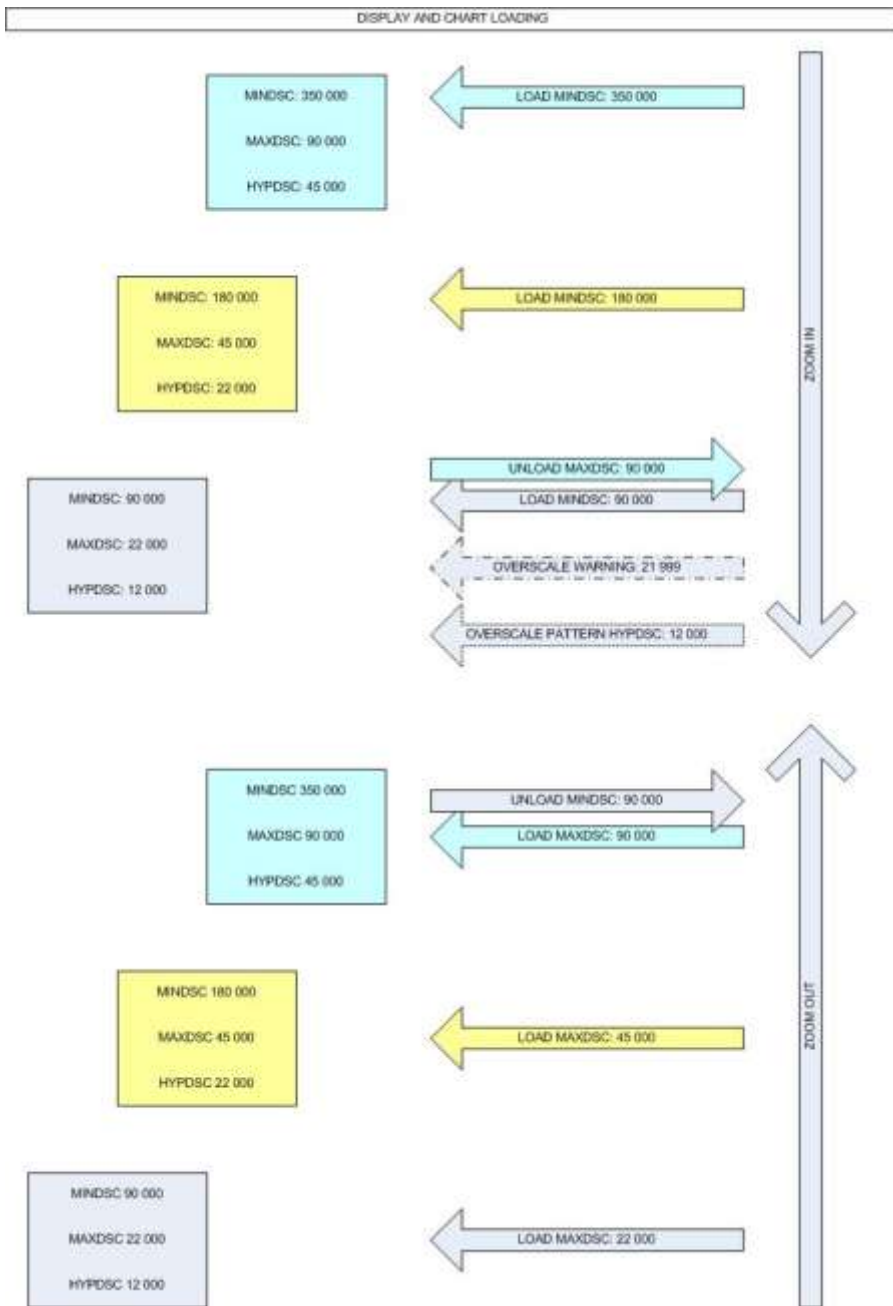 DISPLAY AND CHART LOADING
MINDSC: 350 000
LOAD MINDSC: 350 000
MAXDSC: 90 000
HYPDSC: 45 000
MINDSC: 180 000
LOAD MINDSC: 180 000
MAXDSC: 45 000
HYPDSC: 22 000
ZOOM IN
UNLOAD MAXDSC: 90 000
MINDSC: 90 000
LOAD MINDSC: 90 000
MAXDSC: 22 000
OVERSCALE WARNING: 21 999
HYPDSC: 12 000
OVERSCALE PATTERN HYPDSC: 12 000
MINDSC 350 000
UNLOAD MINDSC: 90 000
MAXDSC 90 000
LOAD MAXDSC: 90 000
HYPDSC 45 000
MINDSC 180 000
MAXDSC 45 000
LOAD MAXDSC: 45 000
HYPDSC 22 000
ZOOM OUT
MINDSC 90 000
MAXDSC 22 000
LOAD MAXDSC: 22 000
HYPDSC 12 000